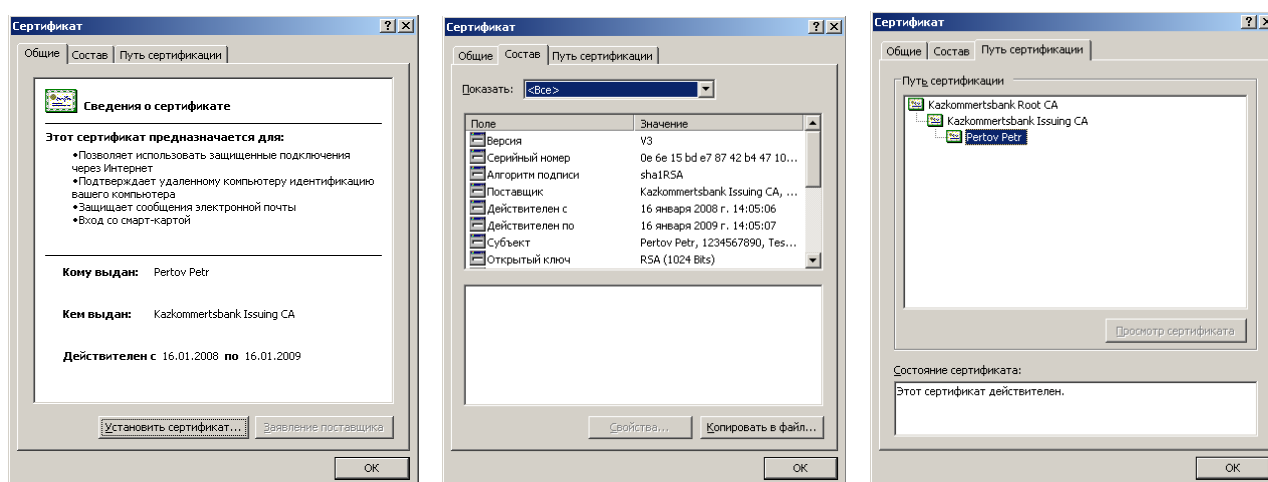 Сертификат
Общие Состав Путь сертификации
Сведения о сертификате
Этот сертификат предназначается для:
•Позволяет использовать защищенные подключения
через Интернет
•Подтверждает удаленному компьютеру идентификацию
вашего компьютера
•Защищает сообщения электронной почты
•Вход со смарт-картой
Кому выдан: Pertov Petr
Кем выдан: Kazkommertsbank Issuing CA
Действителен с 16.01.2008 по 16.01.2009
Установить сертификат... Заявление поставщика
OK
Сертификат
Общие Состав Путь сертификации
Показать: <Все>
Поле Значение
Версия V3
Серийный номер 0e 6e 15 bd e7 87 42 b4 47 10...
Алгоритм подписи sha1RSA
Поставщик Kazkommertsbank Issuing CA, ...
Действителен с 16 января 2008 г. 14:05:06
Действителен по 16 января 2009 г. 14:05:07
Субъект Pertov Petr, 1234567890, Tes...
Открытый ключ RSA (1024 Bits)
Свойства... Копировать в файл...
OK
Сертификат
Общие Состав Путь сертификации
Путь сертификации
Kazkommertsbank Root CA
Kazkommertsbank Issuing CA
Pertov Petr
Просмотр сертификата
Состояние сертификата:
Этот сертификат действителен.
OK